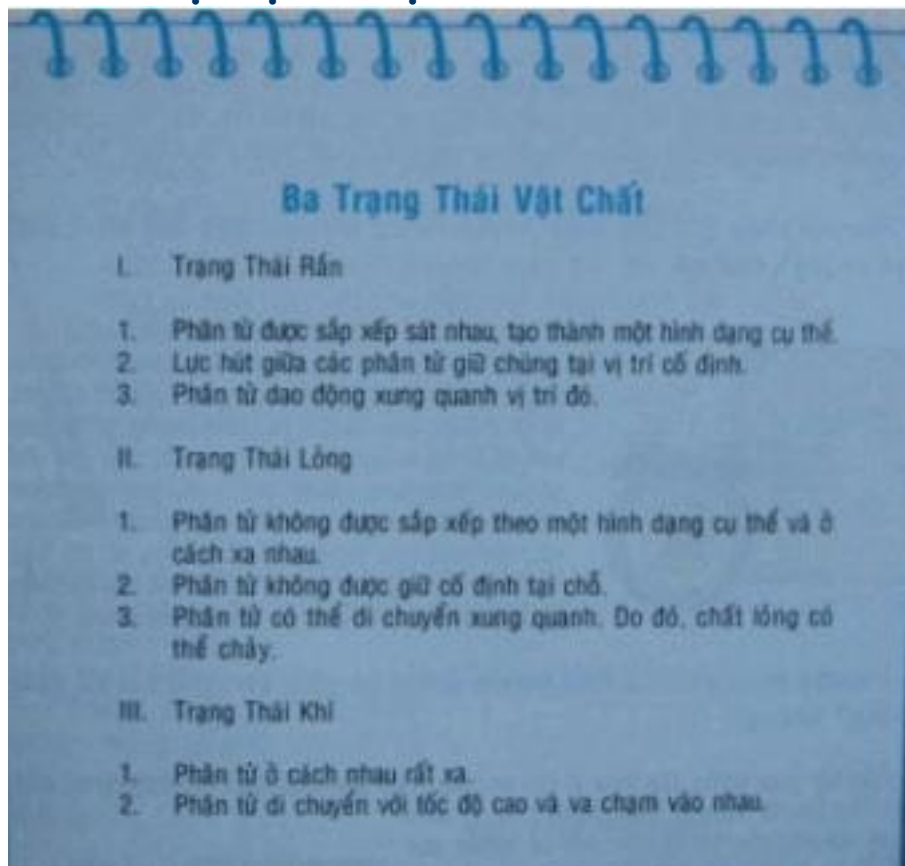 Ba Trạng Thái Vật Chất
I. Trạng Thái Rắn
1. Phân tử được sắp xếp sát nhau, tạo thành một hình dạng cụ thể.
2. Lực hút giữa các phân tử giữ chúng tại vị trí cố định.
3. Phân tử dao động xung quanh vị trí đó.
II. Trạng Thái Lỏng
1. Phân tử không được sắp xếp theo một hình dạng cụ thể và ở
cách xa nhau.
2. Phân tử không được giữ cố định tại chỗ.
3. Phân tử có thể di chuyển xung quanh. Do đó, chất lỏng có
thể chảy.
III. Trạng Thái Khí
1. Phân tử ở cách nhau rất xa.
2. Phân tử di chuyển với tốc độ cao và va chạm vào nhau.